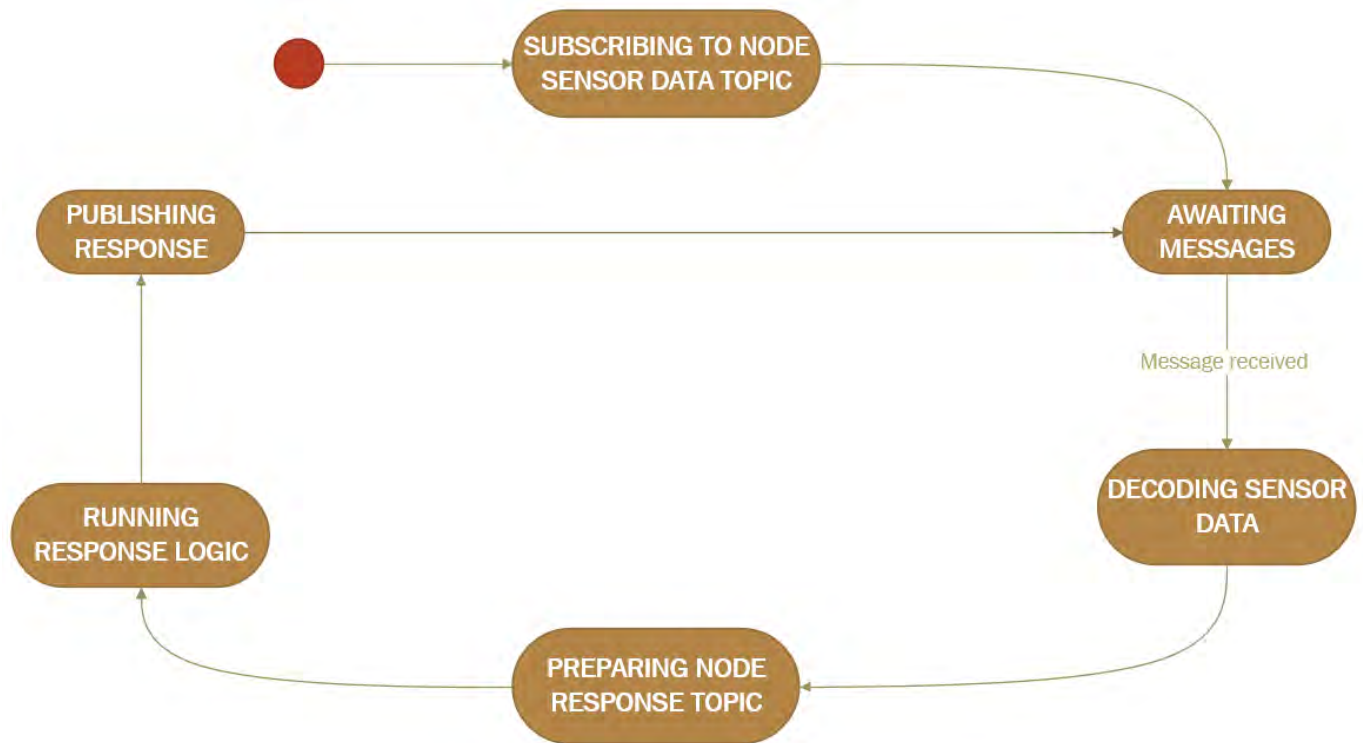 SUBSCRIBING TO NODE
SENSOR DATA TOPIC
PUBLISHING
RESPONSE
AWAITING
MESSAGES
Message received
DECODING SENSOR
DATA
RUNNING
RESPONSE LOGIC
PREPARING NODE
RESPONSE TOPIC